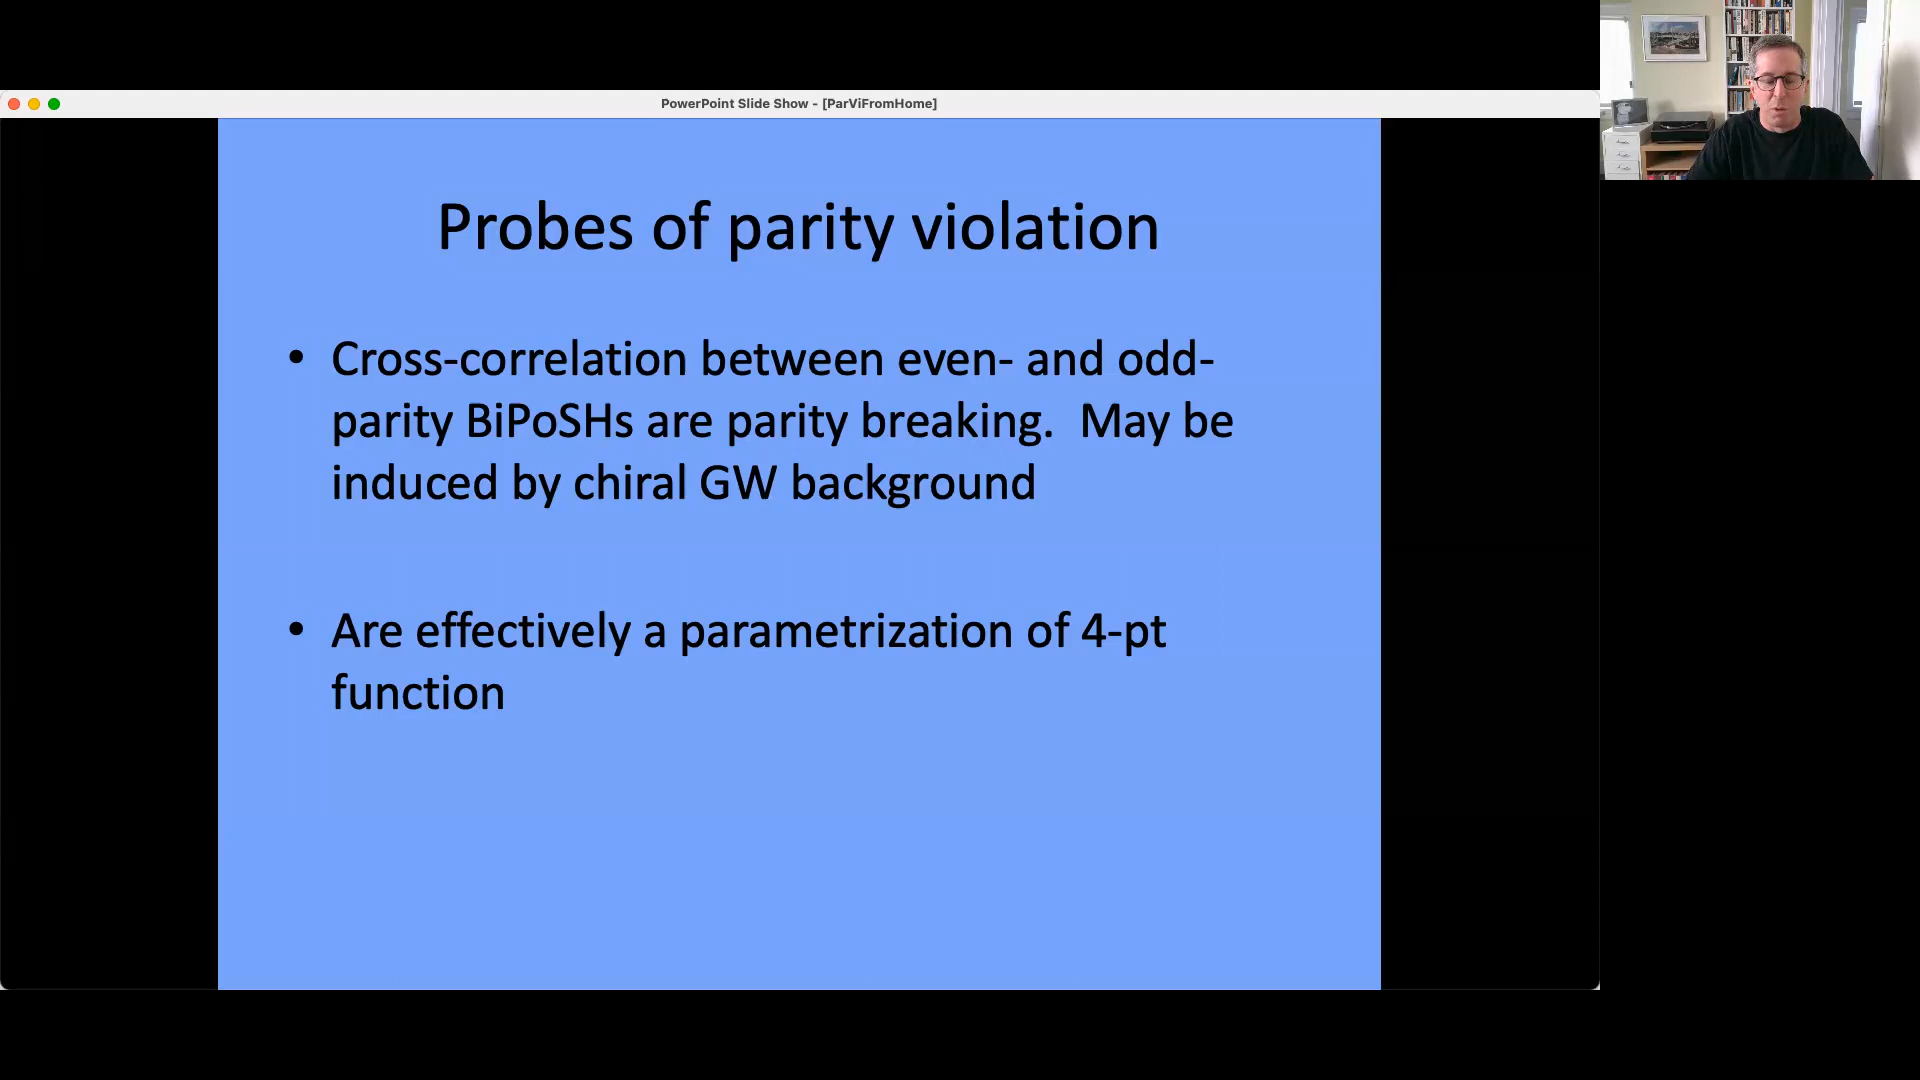 PowerPoint Slide Show - [ParViFromHome]
Probes of parity violation
• Cross-correlation between even- and odd-
parity BiPoSHs are parity breaking.  May be
induced by chiral GW background
• Are effectively a parametrization of 4-pt
function